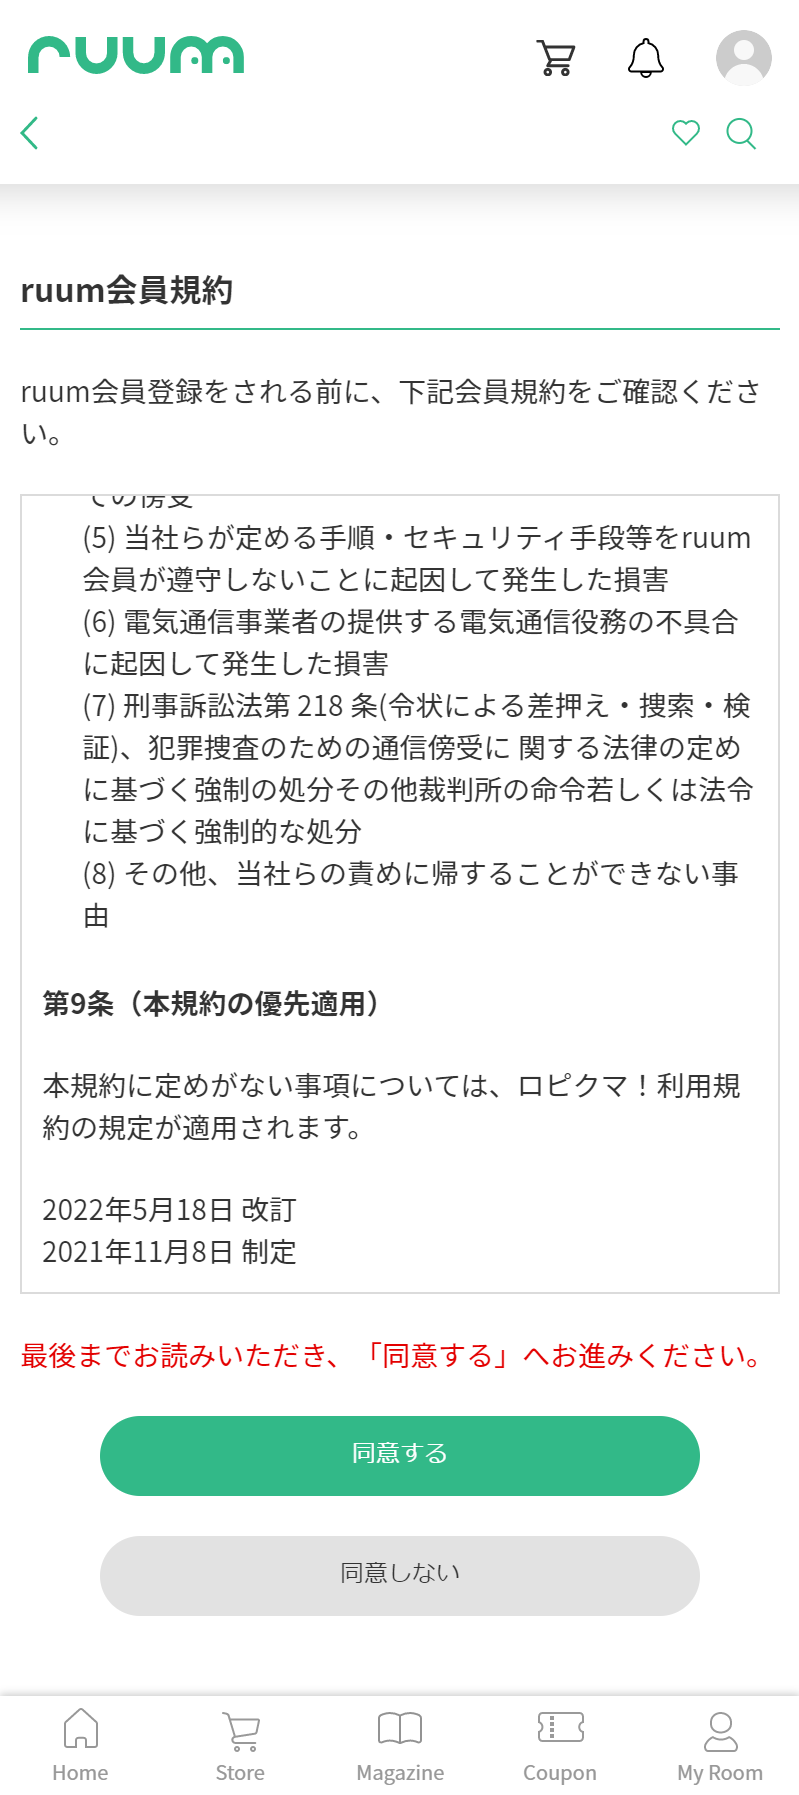 ruum
ruum会員規約
ruum会員登録をされる前に、下記会員規約をご確認くださ
い。
ての傍受
(5) 当社らが定める手順・セキュリティ手段等をruum
会員が遵守しないことに起因して発生した損害
(6) 電気通信事業者の提供する電気通信役務の不具合
に起因して発生した損害
(7) 刑事訴訟法第 218 条(令状による差押え・捜索・検
証)、犯罪捜査のための通信傍受に 関する法律の定め
に基づく強制の処分その他裁判所の命令若しくは法令
に基づく強制的な処分
(8) その他、当社らの責めに帰することができない事
由
第9条（本規約の優先適用）
本規約に定めがない事項については、ロピクマ！利用規
約の規定が適用されます。
2022年5月18日 改訂
2021年11月8日 制定
最後までお読みいただき、「同意する」へお進みください。
同意する
同意しない
Home
Store
Magazine
Coupon
My Room